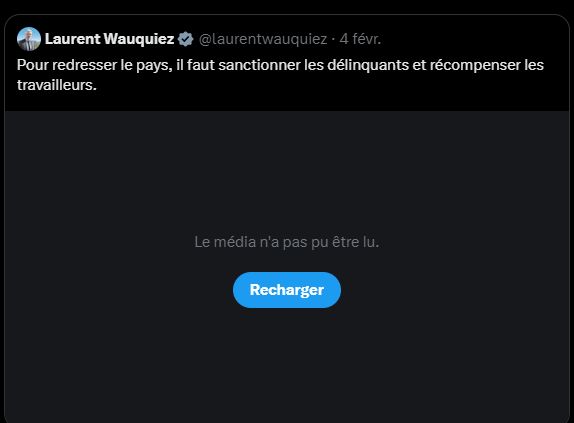 Laurent Wauquiez @laurentwauquiez · 4 févr.
Pour redresser le pays, il faut sanctionner les délinquants et récompenser les
travailleurs.
Le média n'a pas pu être lu.
Recharger